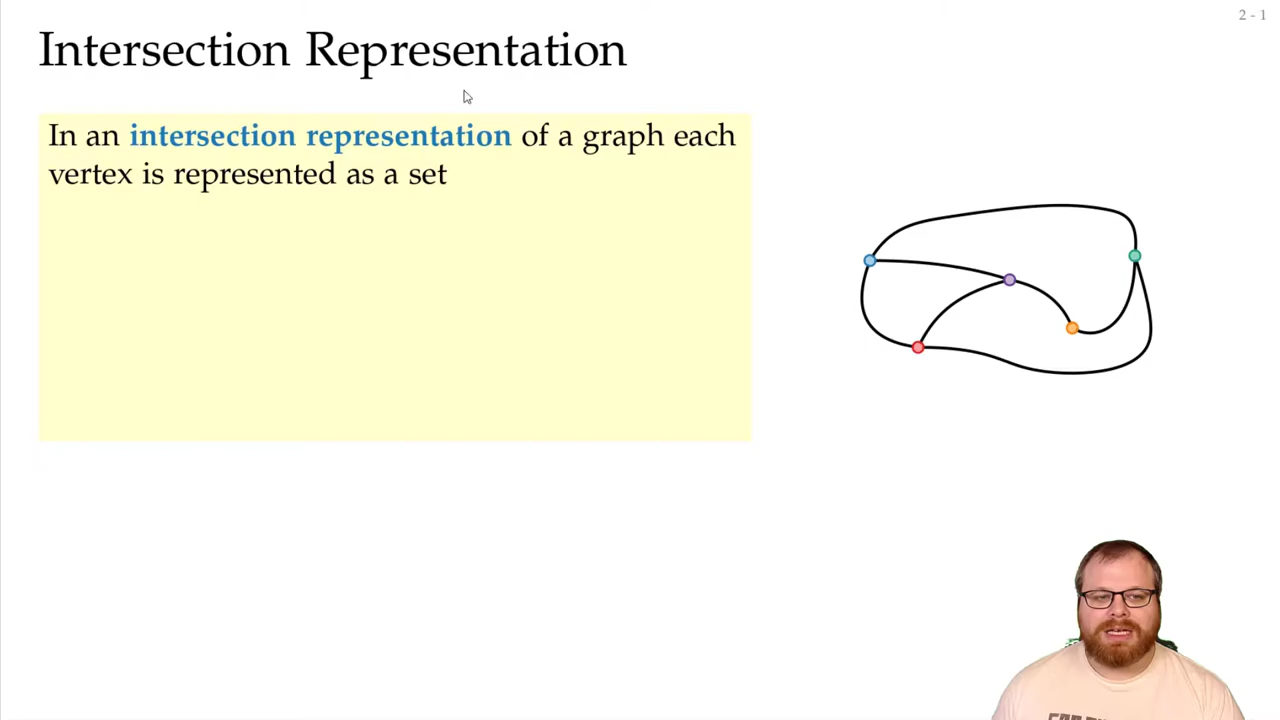 2 - 1
Intersection Representation
In an intersection representation of a graph each
vertex is represented as a set